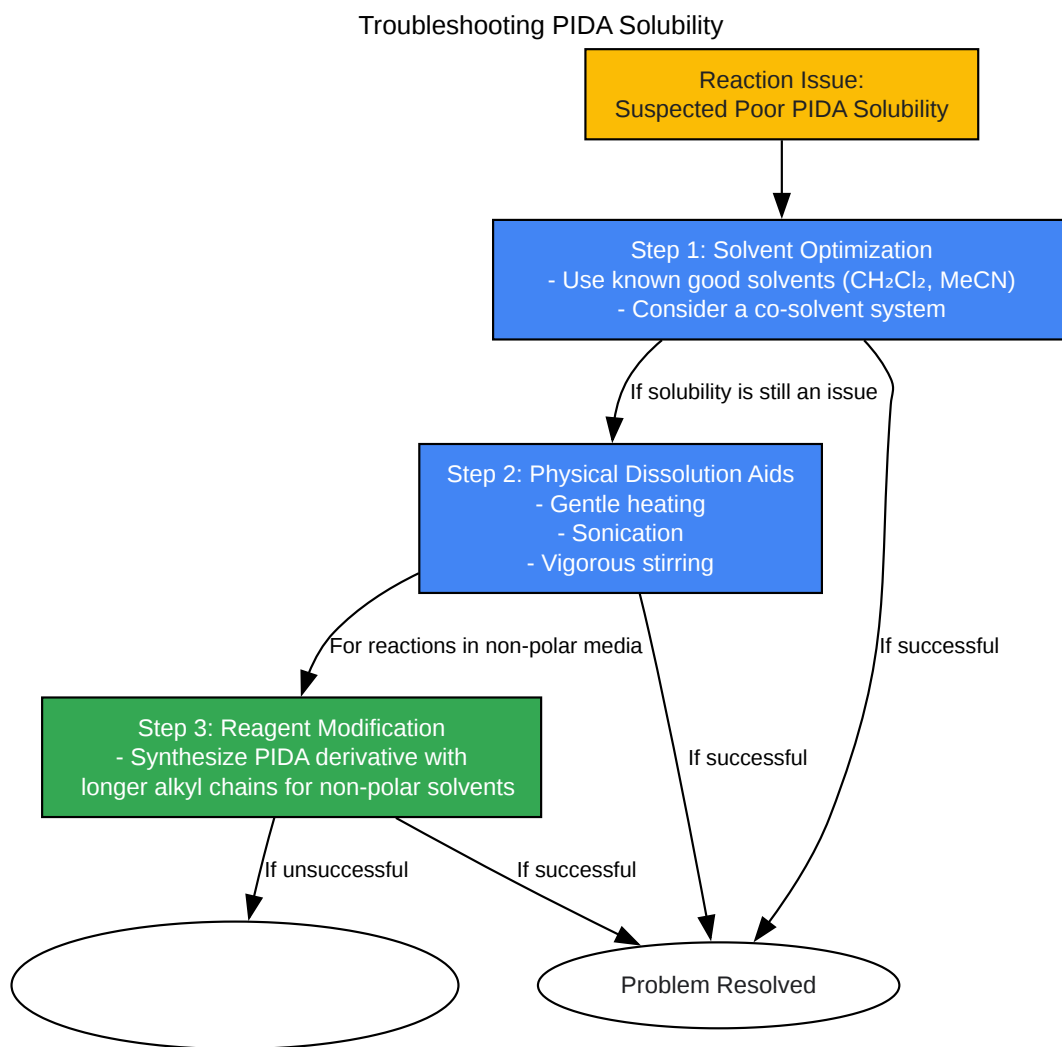 Troubleshooting PIDA Solubility
Reaction Issue:
Suspected Poor PIDA Solubility
Step 1: Solvent Optimization
- Use known good solvents (CH₂Cl₂, MeCN)
- Consider a co-solvent system
If solubility is still an issue
Step 2: Physical Dissolution Aids
- Gentle heating
- Sonication
- Vigorous stirring
For reactions in non-polar media
If successful
Step 3: Reagent Modification
- Synthesize PIDA derivative with
longer alkyl chains for non-polar solvents
If successful
If unsuccessful
If successful
Problem Resolved